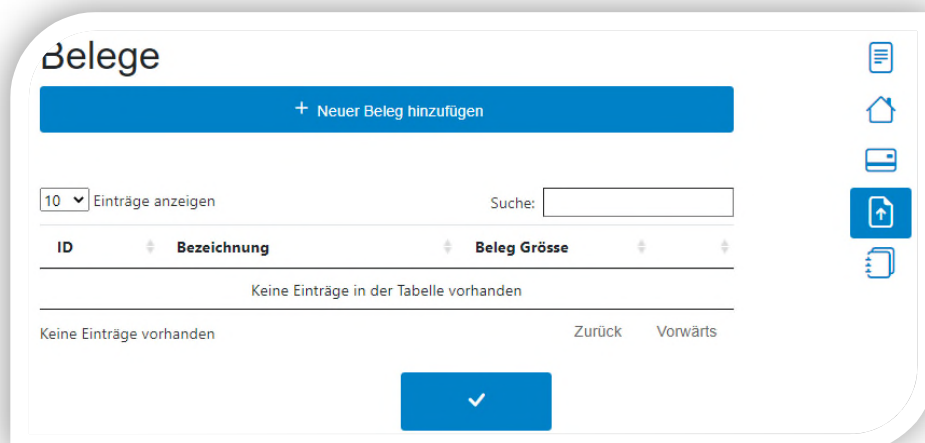 Belege
+ Neuer Beleg hinzufügen
10 Einträge anzeigen Suche:
ID Bezeichnung Beleg Grösse
Keine Einträge in der Tabelle vorhanden
Keine Einträge vorhanden Zurück Vorwärts